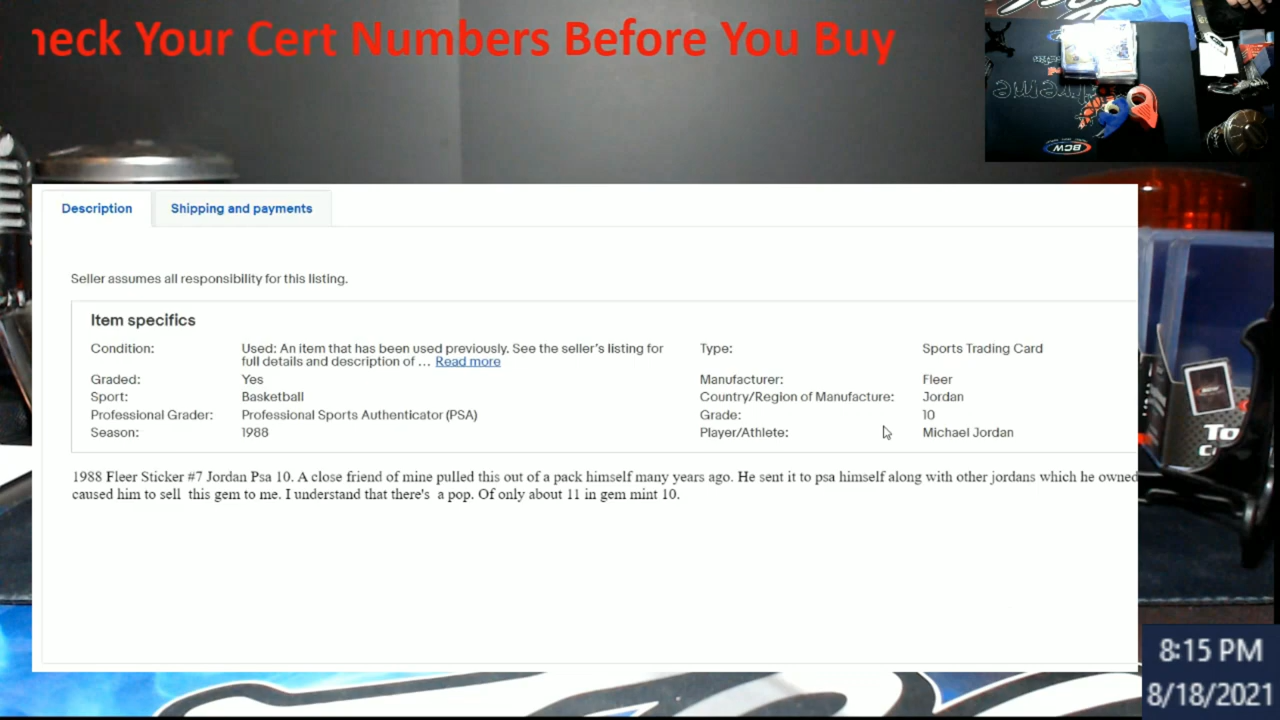 heck Your Cert Numbers Before You Buy
BCW
Description
Shipping and payments
Seller assumes all responsibility for this listing.
Item specifics
Condition: Used: An item that has been used previously. See the seller's listing for
full details and description of ... Read more
Type: Sports Trading Card
Graded: Yes
Manufacturer: Fleer
Sport: Basketball
Country/Region of Manufacture: Jordan
Professional Grader: Professional Sports Authenticator (PSA)
Grade: 10
Season: 1988
Player/Athlete: Michael Jordan
1988 Fleer Sticker #7 Jordan Psa 10. A close friend of mine pulled this out of a pack himself many years ago. He sent it to psa himself along with other jordans which he owned
caused him to sell this gem to me. I understand that there's a pop. Of only about 11 in gem mint 10.
To
8:15 PM
8/18/2021